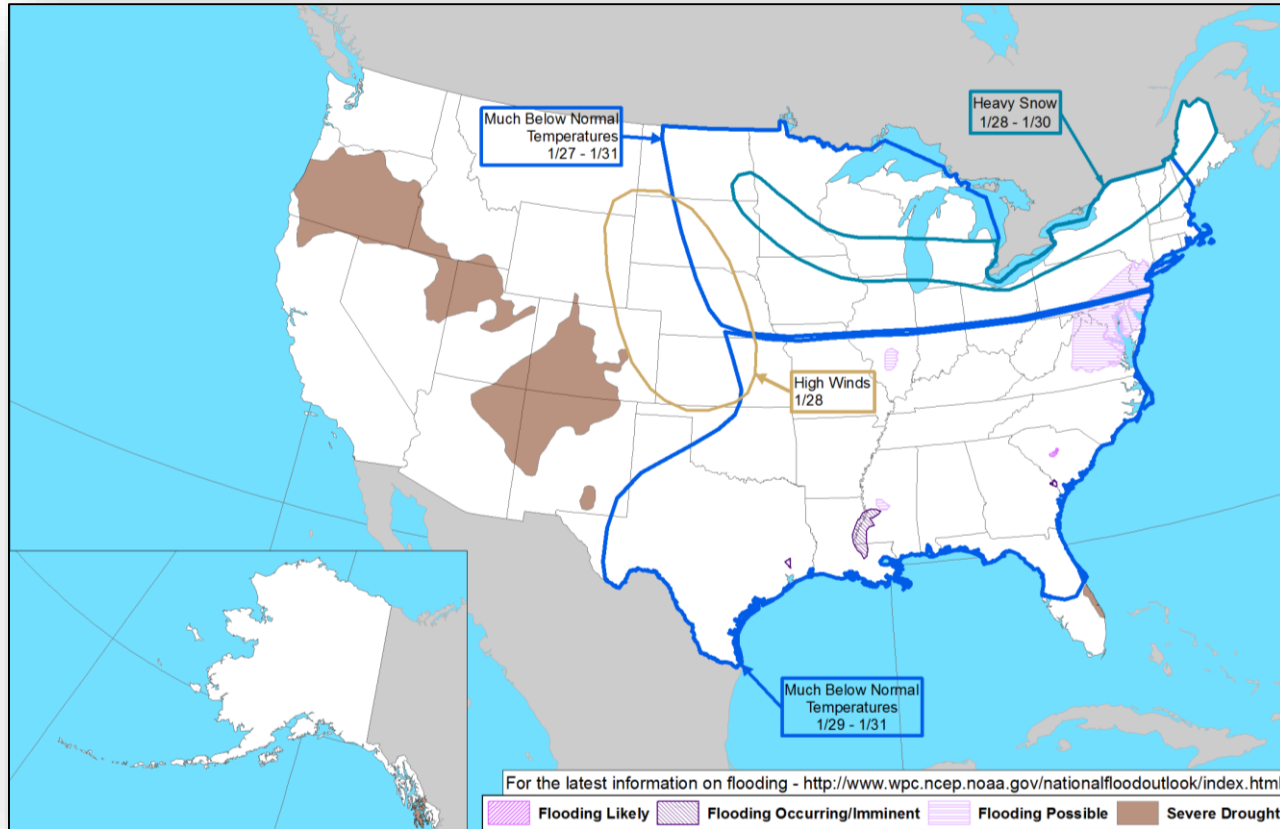 Much Below Normal
Temperatures
1/27 - 1/31
Heavy Snow
1/28 - 1/30
High Winds
1/28
Much Below Normal
Temperatures
1/29 - 1/31
For the latest information on flooding - http://www.wpc.ncep.noaa.gov/nationalfloodoutlook/index.html
Flooding Likely
Flooding Occurring/Imminent
Flooding Possible
Severe Drought